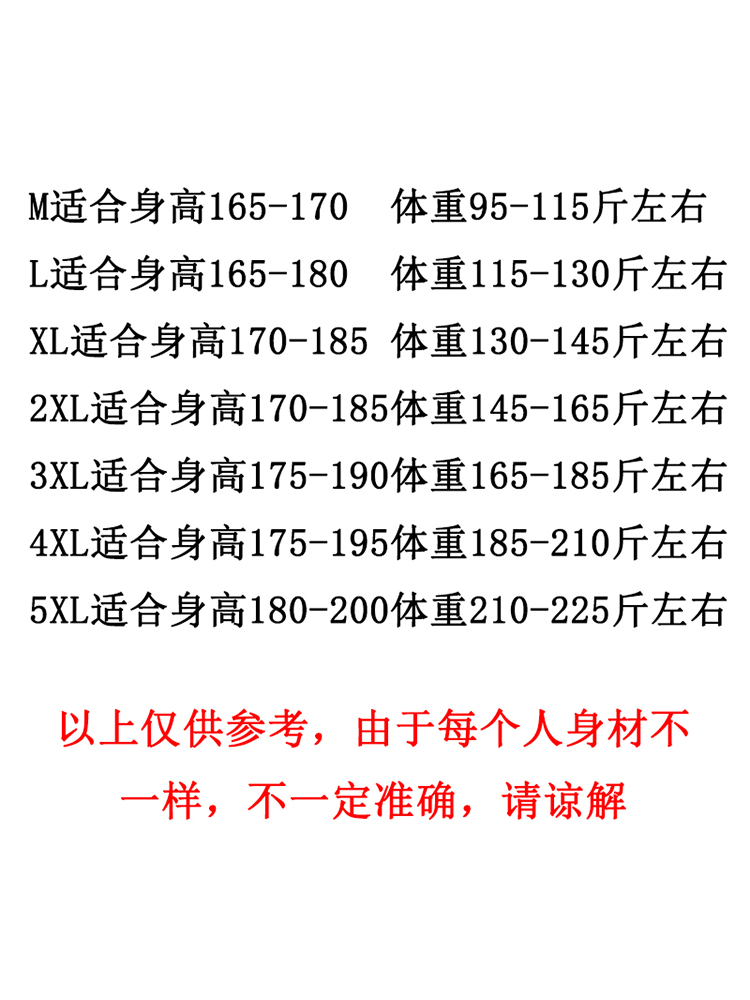 M适合身高165-170  体重95-115斤左右
L适合身高165-180  体重115-130斤左右
XL适合身高170-185 体重130-145斤左右
2XL适合身高170-185体重145-165斤左右
3XL适合身高175-190体重165-185斤左右
4XL适合身高175-195体重185-210斤左右
5XL适合身高180-200体重210-225斤左右
以上仅供参考，由于每个人身材不
一样，不一定准确，请谅解